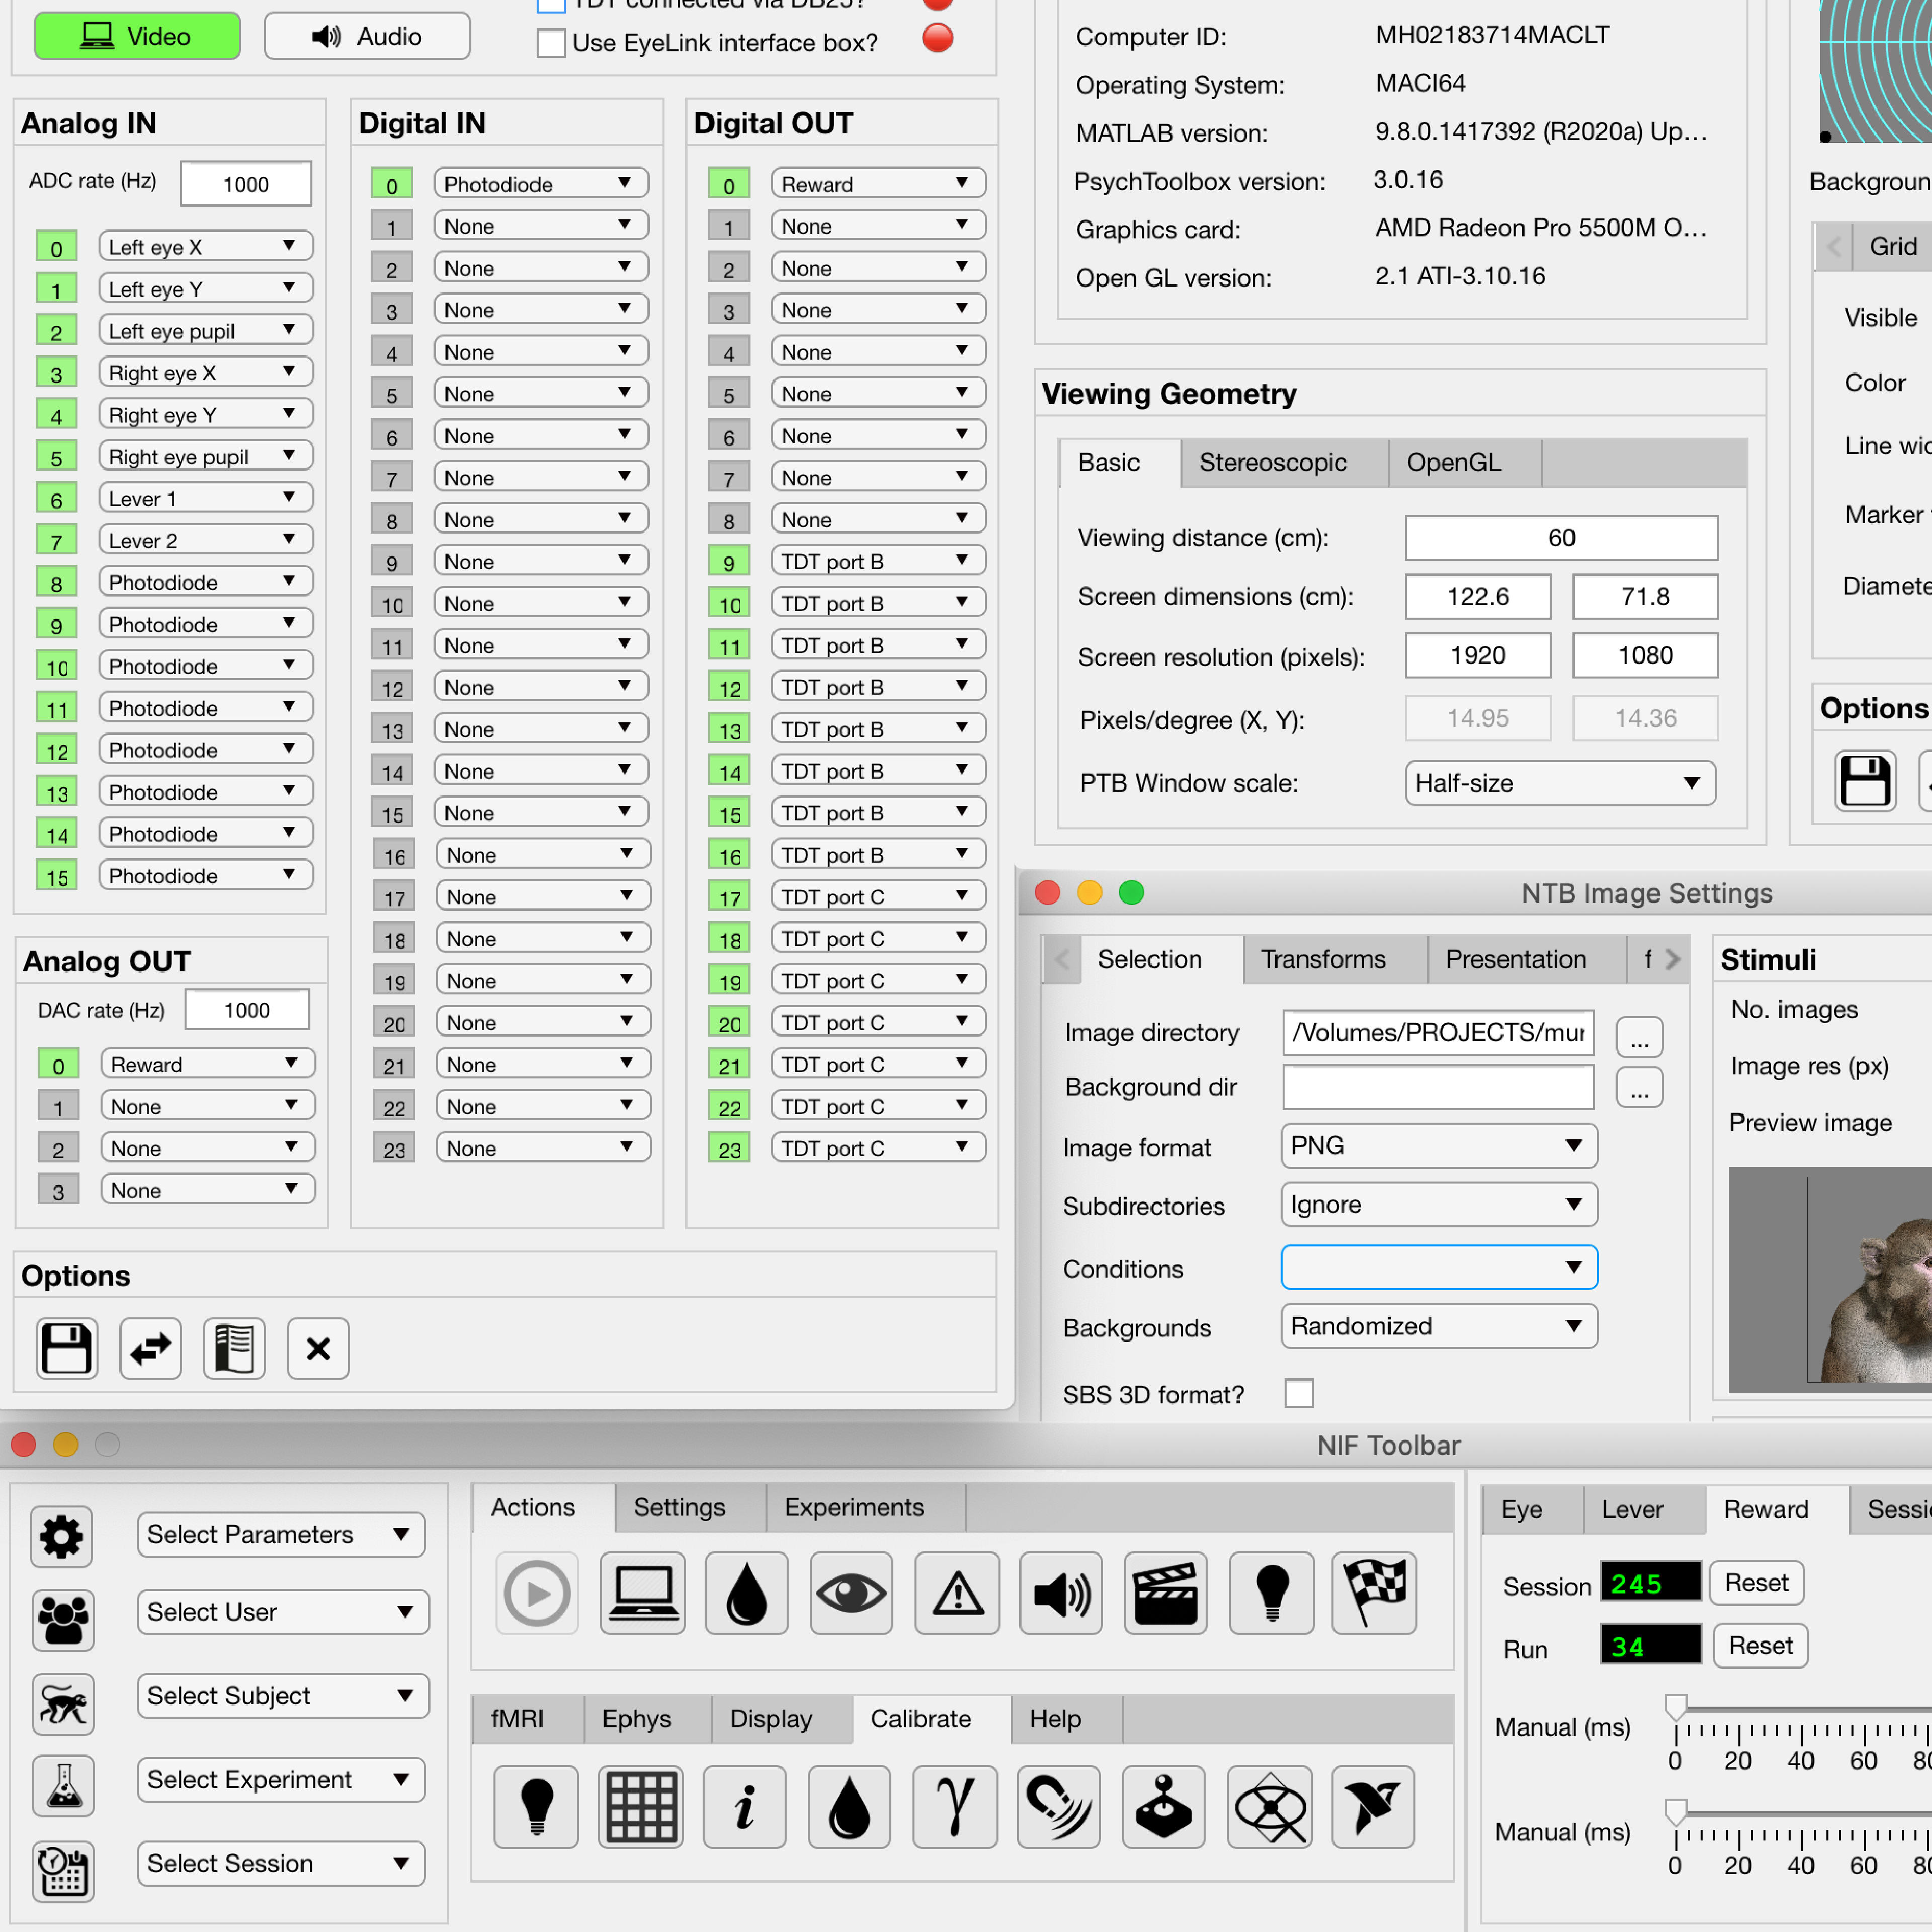 TDT connected via DB25?
Video
Audio
Use EyeLink interface box?
Analog IN
ADC rate (Hz)
1000
0 Left eye X
1 Left eye Y
2 Left eye pupil
3 Right eye X
4 Right eye Y
5 Right eye pupil
6 Lever 1
7 Lever 2
8 Photodiode
9 Photodiode
10 Photodiode
11 Photodiode
12 Photodiode
13 Photodiode
14 Photodiode
15 Photodiode
Analog OUT
DAC rate (Hz)
1000
0 Reward
1 None
2 None
3 None
Digital IN
0 Photodiode
1 None
2 None
3 None
4 None
5 None
6 None
7 None
8 None
9 None
10 None
11 None
12 None
13 None
14 None
15 None
16 None
17 None
18 None
19 None
20 None
21 None
22 None
23 None
Digital OUT
0 Reward
1 None
2 None
3 None
4 None
5 None
6 None
7 None
8 None
9 TDT port B
10 TDT port B
11 TDT port B
12 TDT port B
13 TDT port B
14 TDT port B
15 TDT port B
16 TDT port B
17 TDT port C
18 TDT port C
19 TDT port C
20 TDT port C
21 TDT port C
22 TDT port C
23 TDT port C
Options
Computer ID: MH02183714MACLT
Operating System: MACI64
MATLAB version: 9.8.0.1417392 (R2020a) Up...
PsychToolbox version: 3.0.16
Graphics card: AMD Radeon Pro 5500M O...
Open GL version: 2.1 ATI-3.10.16
Viewing Geometry
Basic Stereoscopic OpenGL
Viewing distance (cm): 60
Screen dimensions (cm): 122.6 71.8
Screen resolution (pixels): 1920 1080
Pixels/degree (X, Y): 14.95 14.36
PTB Window scale: Half-size
Backgroun
Grid
Visible
Color
Line wid
Marker
Diamete
Options
NTB Image Settings
Selection Transforms Presentation f
Image directory /Volumes/PROJECTS/mur
...
Background dir
...
Image format PNG
Subdirectories Ignore
Conditions
Backgrounds Randomized
SBS 3D format?
Stimuli
No. images
Image res (px)
Preview image
NIF Toolbar
Select Parameters
Select User
Select Subject
Select Experiment
Select Session
Actions Settings Experiments
fMRI Ephys Display Calibrate Help
i γ
Eye Lever Reward Sessi
Session 245 Reset
Run 34 Reset
Manual (ms)
0 20 40 60 80
Manual (ms)
0 20 40 60 80